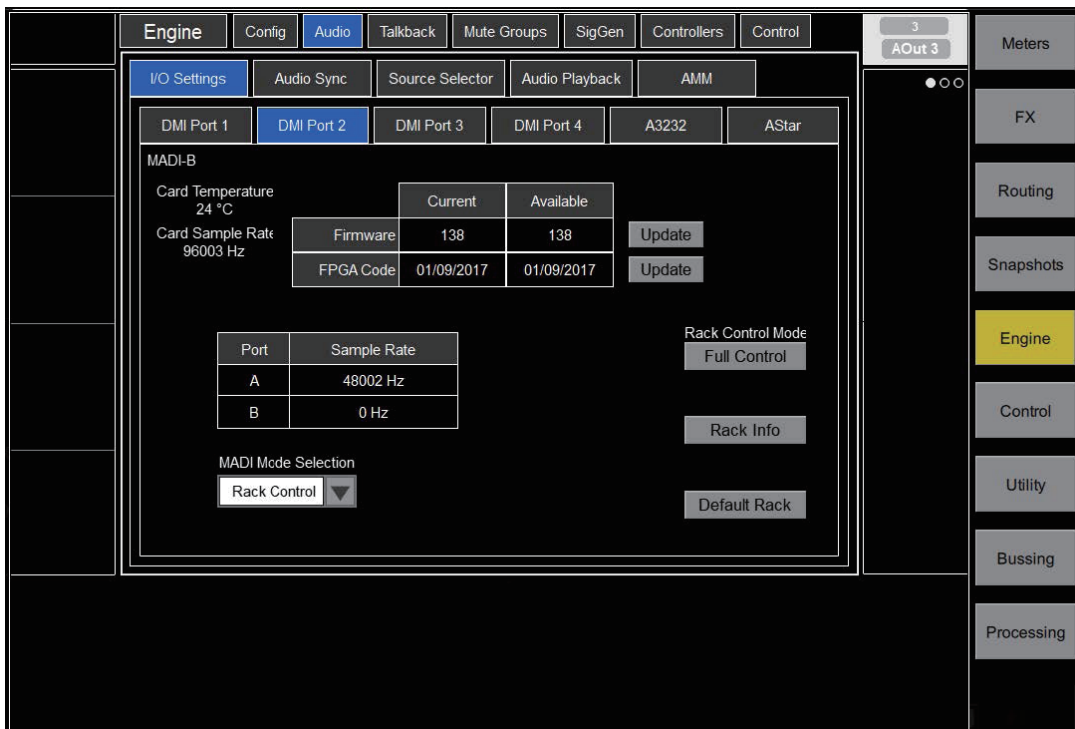 Engine Config Audio Talkback Mute Groups SigGen Controllers Control
3
AOut 3
Meters
I/O Settings Audio Sync Source Selector Audio Playback AMM
DMI Port 1 DMI Port 2 DMI Port 3 DMI Port 4 A3232 AStar
FX
MADI-B
Card Temperature
24 °C
Card Sample Rate
96003 Hz
Current Available
Firmware 138 138 Update
FPGA Code 01/09/2017 01/09/2017 Update
Routing
Snapshots
Port Sample Rate
A 48002 Hz
B 0 Hz
Rack Control Mode
Full Control
Engine
Rack Info
Control
MADI Mode Selection
Rack Control
Default Rack
Utility
Bussing
Processing